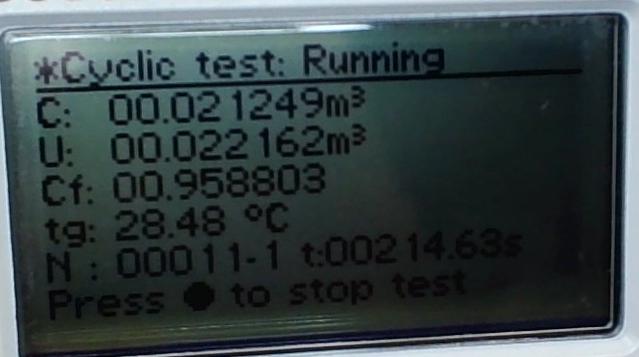 *Cyclic test: Running
C: 00.021249m³
U: 00.022162m³
Cf: 00.958803
tg: 28.48 °C
N : 00011-1 t:00214.63s
Press ● to stop test